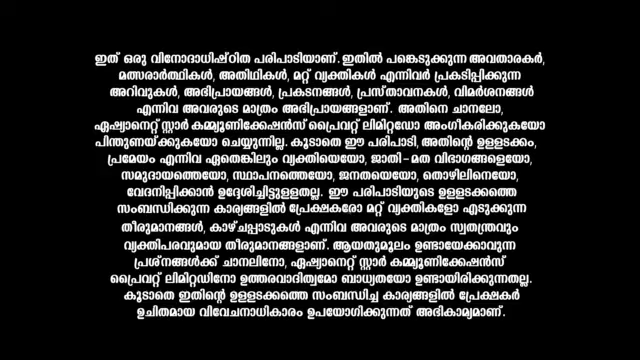 ഇത് ഒരു വിനോദാധിഷ്ഠിത പരിപാടിയാണ്. ഇതിൽ പങ്കെടുക്കുന്ന അവതാരകർ,
മത്സരാർത്ഥികൾ, അതിഥികൾ, മറ്റ് വ്യക്തികൾ എന്നിവർ പ്രകടിപ്പിക്കുന്ന
അറിവുകൾ, അഭിപ്രായങ്ങൾ, പ്രകടനങ്ങൾ, പ്രസ്താവനകൾ, വിമർശനങ്ങൾ
എന്നിവ അവരുടെ മാത്രം അഭിപ്രായങ്ങളാണ്. അതിനെ ചാനലോ,
ഏഷ്യാനെറ്റ് സ്റ്റാർ കമ്മ്യൂണിക്കേഷൻസ് പ്രൈവറ്റ് ലിമിറ്റഡോ അംഗീകരിക്കുകയോ
പിന്തുണയ്ക്കുകയോ ചെയ്യുന്നില്ല. കൂടാതെ ഈ പരിപാടി, അതിന്റെ ഉള്ളടക്കം,
പ്രമേയം എന്നിവ ഏതെങ്കിലും വ്യക്തിയെയോ, ജാതി - മത വിഭാഗങ്ങളെയോ,
സമുദായത്തെയോ, സ്ഥാപനത്തെയോ, ജനതയെയോ, തൊഴിലിനെയോ,
വേദനിപ്പിക്കാൻ ഉദ്ദേശിച്ചിട്ടുള്ളതല്ല. ഈ പരിപാടിയുടെ ഉള്ളടക്കത്തെ
സംബന്ധിക്കുന്ന കാര്യങ്ങളിൽ പ്രേക്ഷകരോ മറ്റ് വ്യക്തികളോ എടുക്കുന്ന
തീരുമാനങ്ങൾ, കാഴ്ചപ്പാടുകൾ എന്നിവ അവരുടെ മാത്രം സ്വതന്ത്രവും
വ്യക്തിപരവുമായ തീരുമാനങ്ങളാണ്. ആയതുമൂലം ഉണ്ടായേക്കാവുന്ന
പ്രശ്നങ്ങൾക്ക് ചാനലിനോ, ഏഷ്യാനെറ്റ് സ്റ്റാർ കമ്മ്യൂണിക്കേഷൻസ്
പ്രൈവറ്റ് ലിമിറ്റഡിനോ ഉത്തരവാദിത്വമോ ബാധ്യതയോ ഉണ്ടായിരിക്കുന്നതല്ല.
കൂടാതെ ഇതിന്റെ ഉള്ളടക്കത്തെ സംബന്ധിച്ച കാര്യങ്ങളിൽ പ്രേക്ഷകർ
ഉചിതമായ വിവേചനാധികാരം ഉപയോഗിക്കുന്നത് അഭികാമ്യമാണ്.